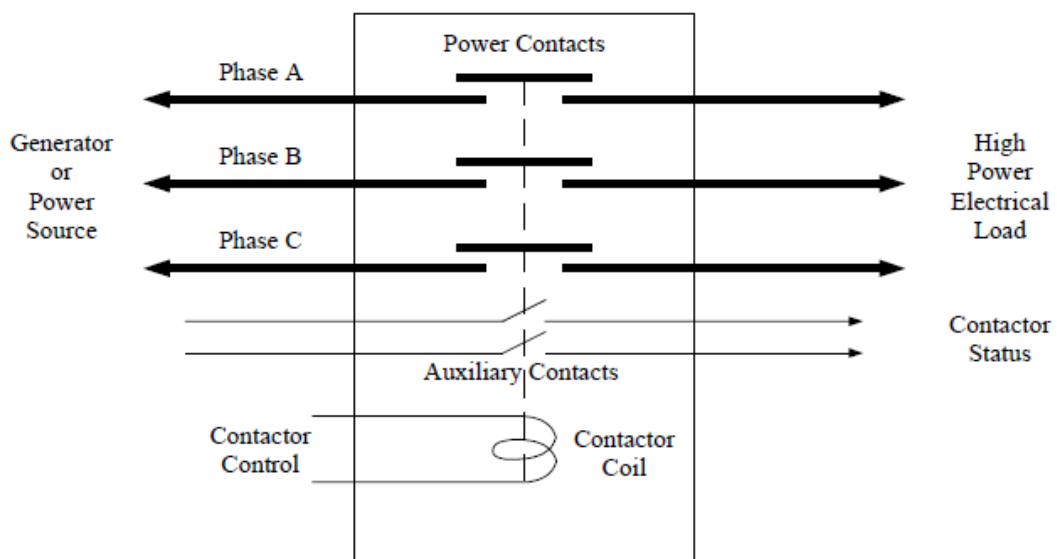 Power Contacts
Phase A
Generator
or
Power
Source
Phase B
High
Power
Electrical
Load
Phase C
Contactor
Status
Auxiliary Contacts
Contactor
Control
Contactor
Coil